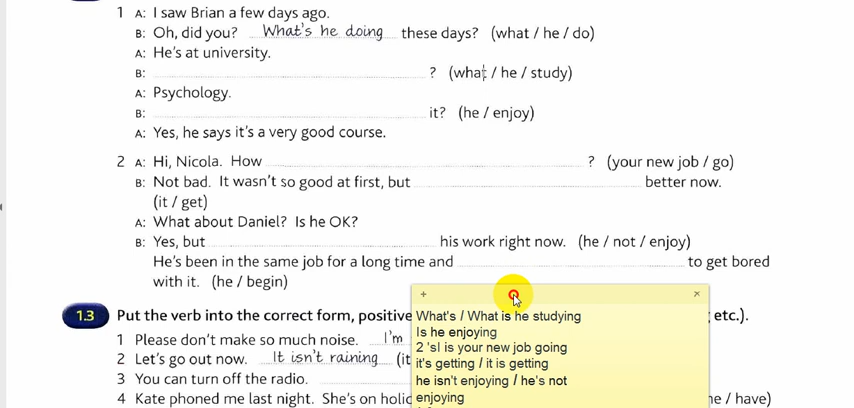 1 A: I saw Brian a few days ago.
B: Oh, did you? What's he doing these days? (what / he / do)
A: He's at university.
B: ? (what / he / study)
A: Psychology.
B: it? (he / enjoy)
A: Yes, he says it's a very good course.
2 A: Hi, Nicola. How ? (your new job / go)
B: Not bad. It wasn't so good at first, but better now.
(it / get)
A: What about Daniel? Is he OK?
B: Yes, but his work right now. (he / not / enjoy)
He's been in the same job for a long time and to get bored
with it. (he / begin)
1.3 Put the verb into the correct form, positive etc.).
1 Please don't make so much noise. I'm
2 Let's go out now. It isn't raining (it
3 You can turn off the radio.
4 Kate phoned me last night. She's on holid he / have)
What's / What is he studying
Is he enjoying
2 'sl is your new job going
it's getting / it is getting
he isn't enjoying / he's not
enjoying